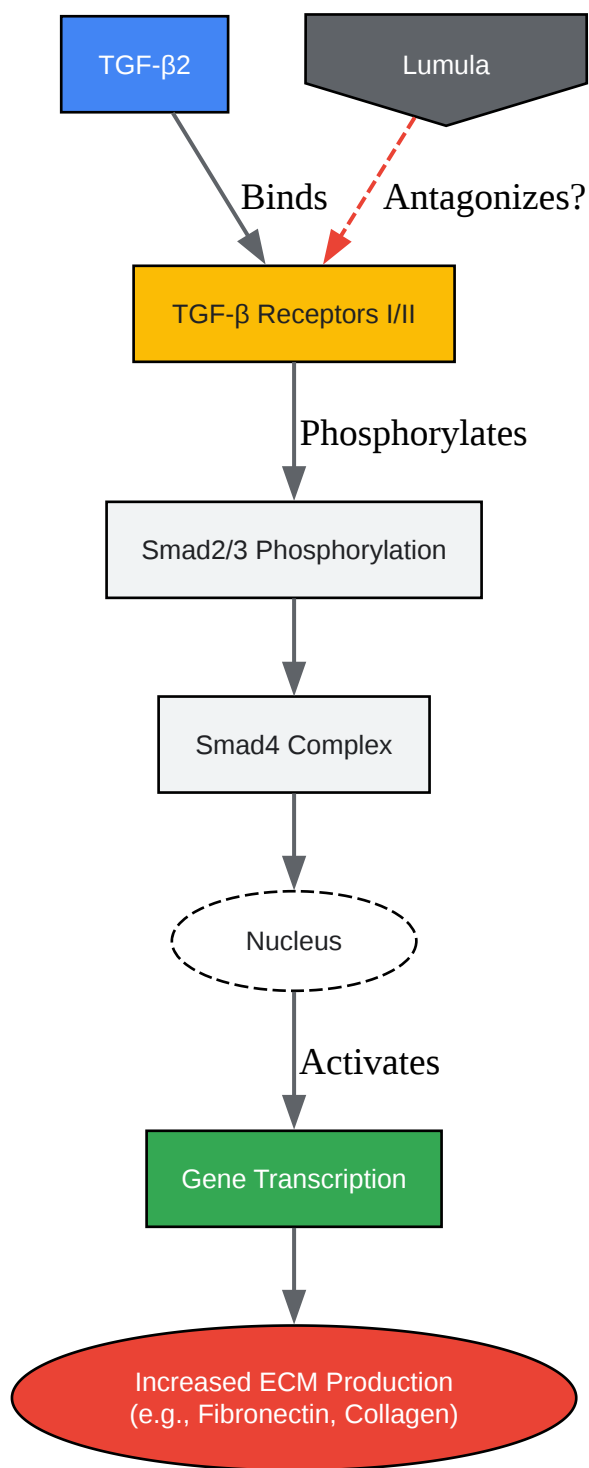 TGF-β2
Lumula
Binds
Antagonizes?
TGF-β Receptors I/II
Phosphorylates
Smad2/3 Phosphorylation
Smad4 Complex
Nucleus
Activates
Gene Transcription
Increased ECM Production
(e.g., Fibronectin, Collagen)